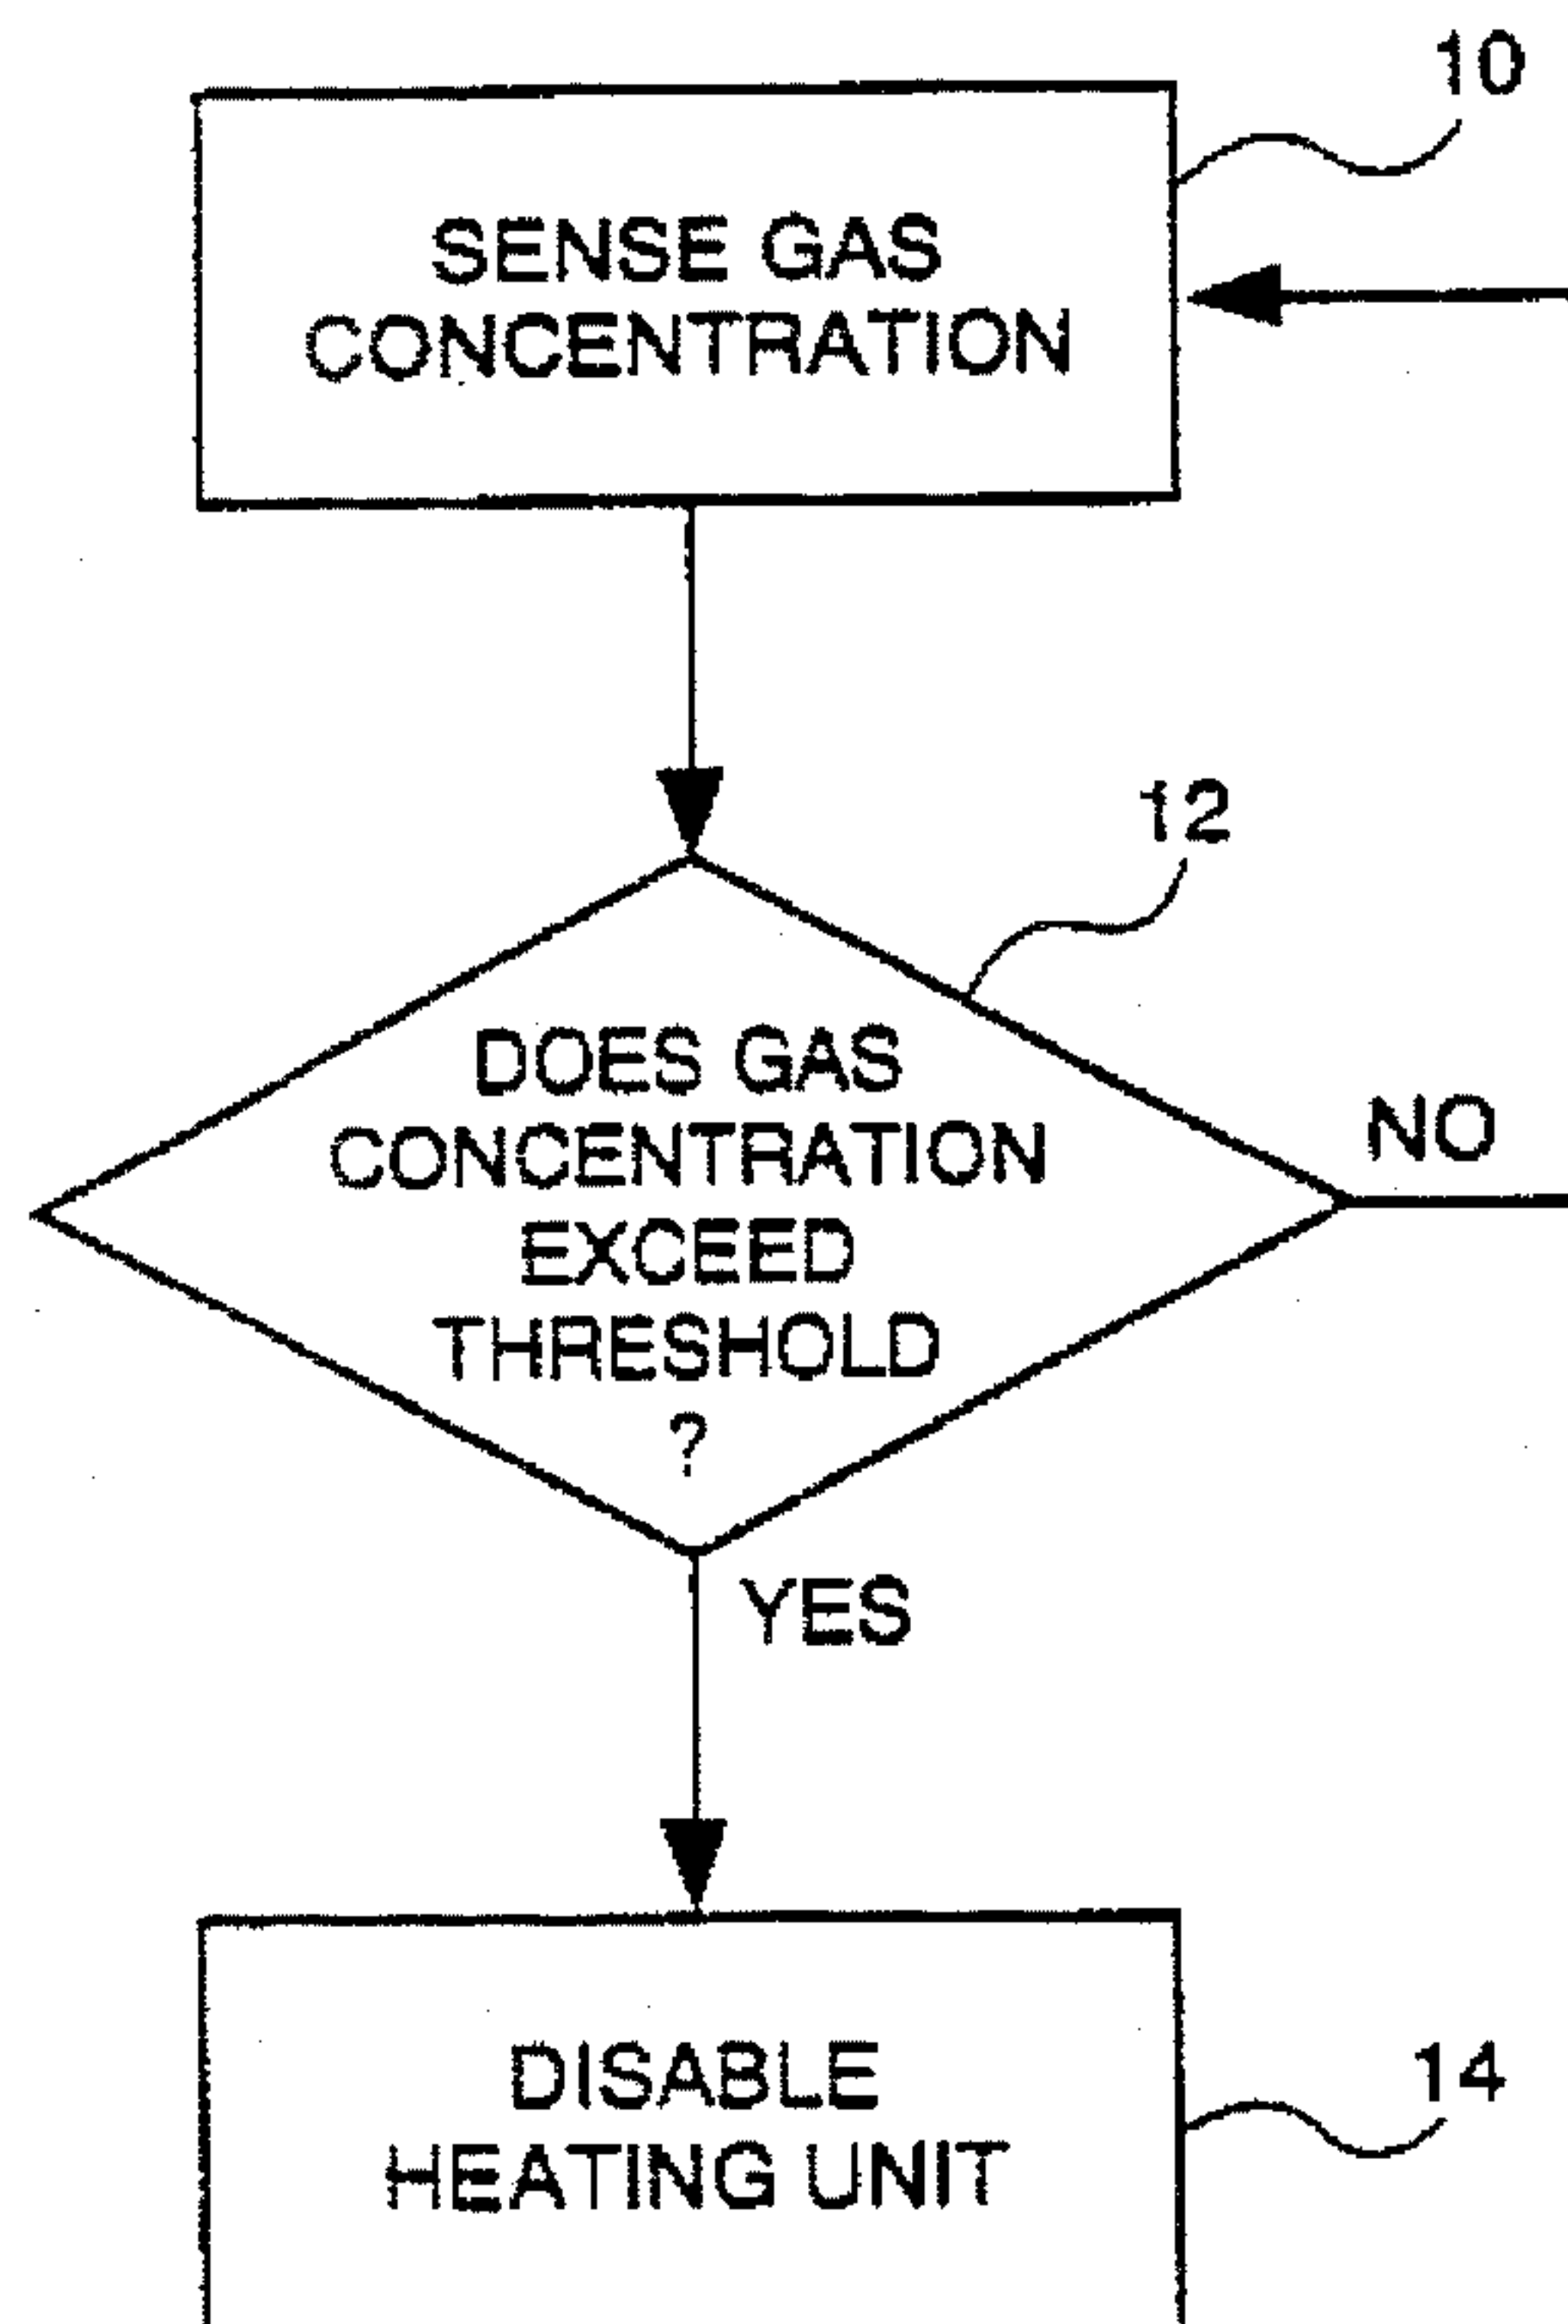 10
SENSE GAS
CONCENTRATION
12
DOES GAS
CONCENTRATION
EXCEED
THRESHOLD
?
NO
YES
DISABLE
HEATING UNIT
14